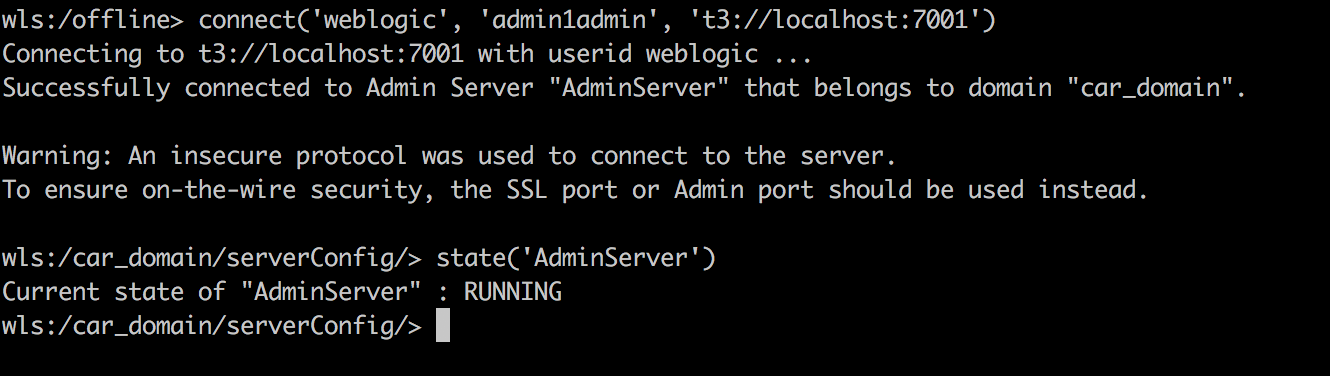 wls:/offline> connect('weblogic', 'admin1admin', 't3://localhost:7001')
Connecting to t3://localhost:7001 with userid weblogic ...
Successfully connected to Admin Server "AdminServer" that belongs to domain "car_domain".
Warning: An insecure protocol was used to connect to the server.
To ensure on-the-wire security, the SSL port or Admin port should be used instead.
wls:/car_domain/serverConfig/> state('AdminServer')
Current state of "AdminServer" : RUNNING
wls:/car_domain/serverConfig/>